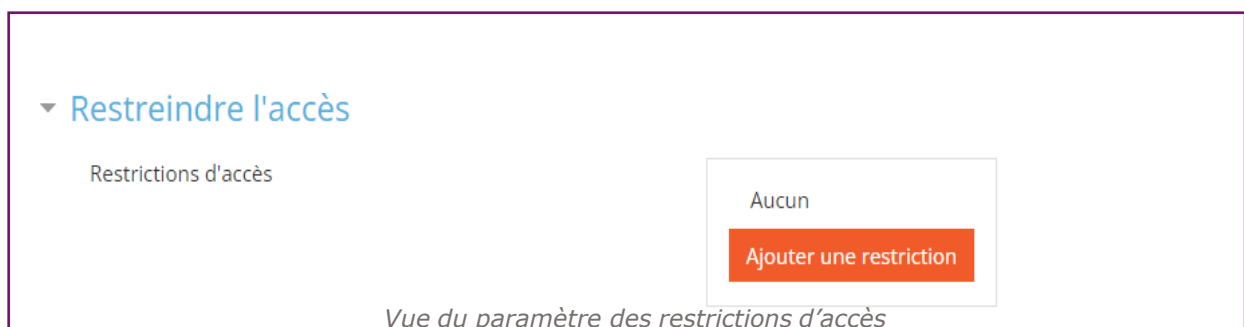 Restreindre l'accès
Restrictions d'accès
Aucun
Ajouter une restriction
Vue du paramètre des restrictions d’accès